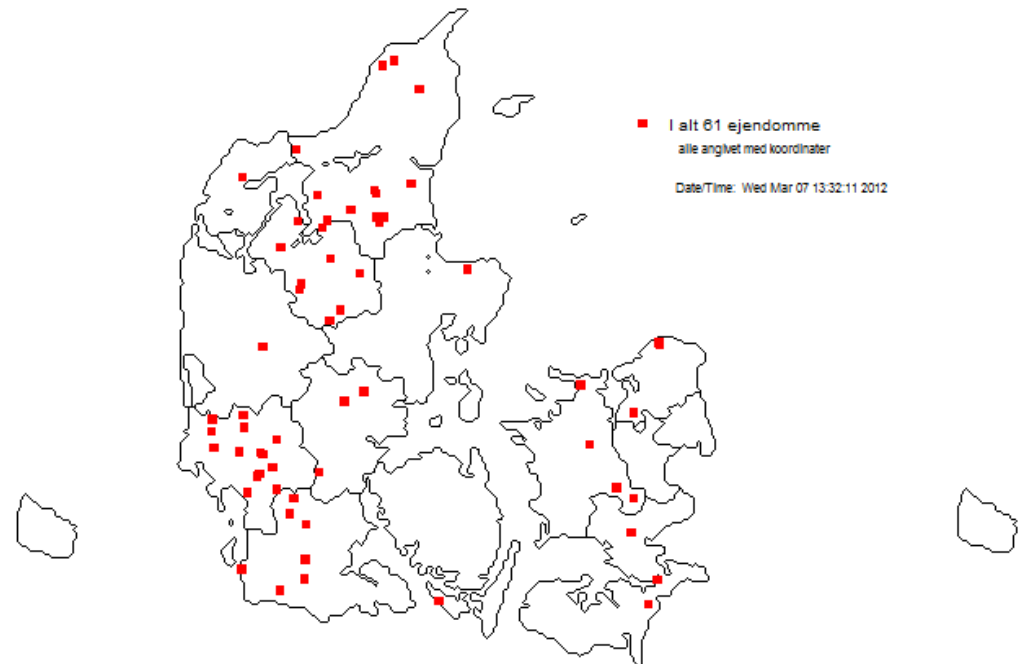 I alt 61 ejendomme
alle angivet med koordinater
Date/Time: Wed Mar 07 13:32:11 2012